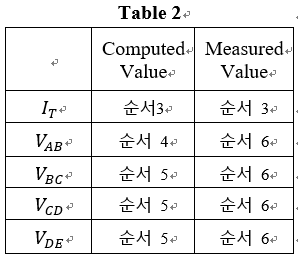 Table 2
Computed Value Measured Value
I_T 순서3 순서 3
V_AB 순서 4 순서 6
V_BC 순서 5 순서 6
V_CD 순서 5 순서 6
V_DE 순서 5 순서 6